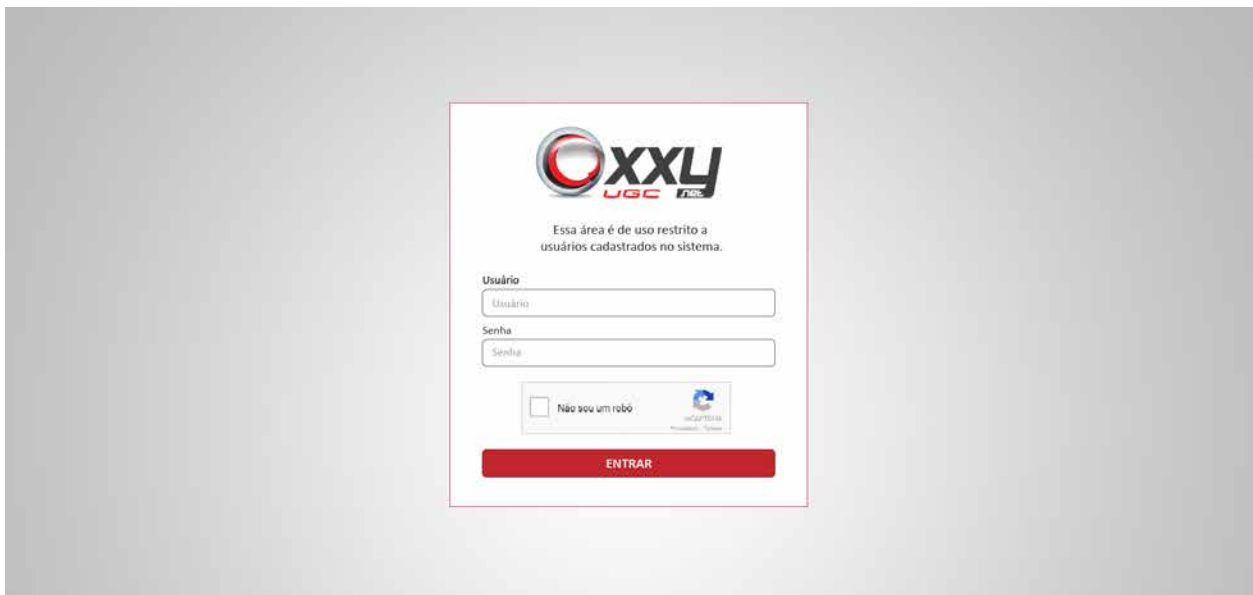 Oxxy
UGC .net
Essa área é de uso restrito a
usuários cadastrados no sistema.
Usuário
Usuário
Senha
Senha
Não sou um robô
reCAPTCHA
ENTRAR